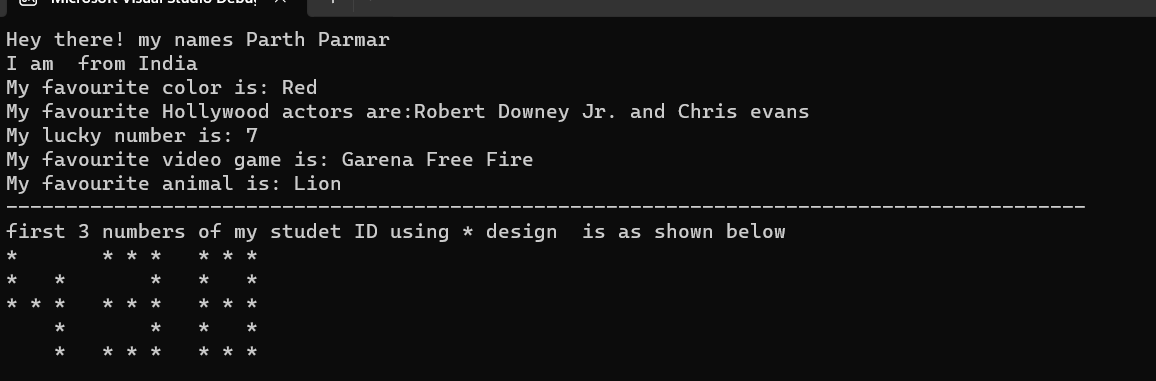 Microsoft Visual Studio Debug
Hey there! my names Parth Parmar
I am  from India
My favourite color is: Red
My favourite Hollywood actors are:Robert Downey Jr. and Chris evans
My lucky number is: 7
My favourite video game is: Garena Free Fire
My favourite animal is: Lion
------------------------------------------------------------------------------------------
first 3 numbers of my studet ID using * design  is as shown below
*       * * *   * * *
*   *       *   *   *
* * *   * * *   * * *
    *       *   *   *
    *   * * *   * * *